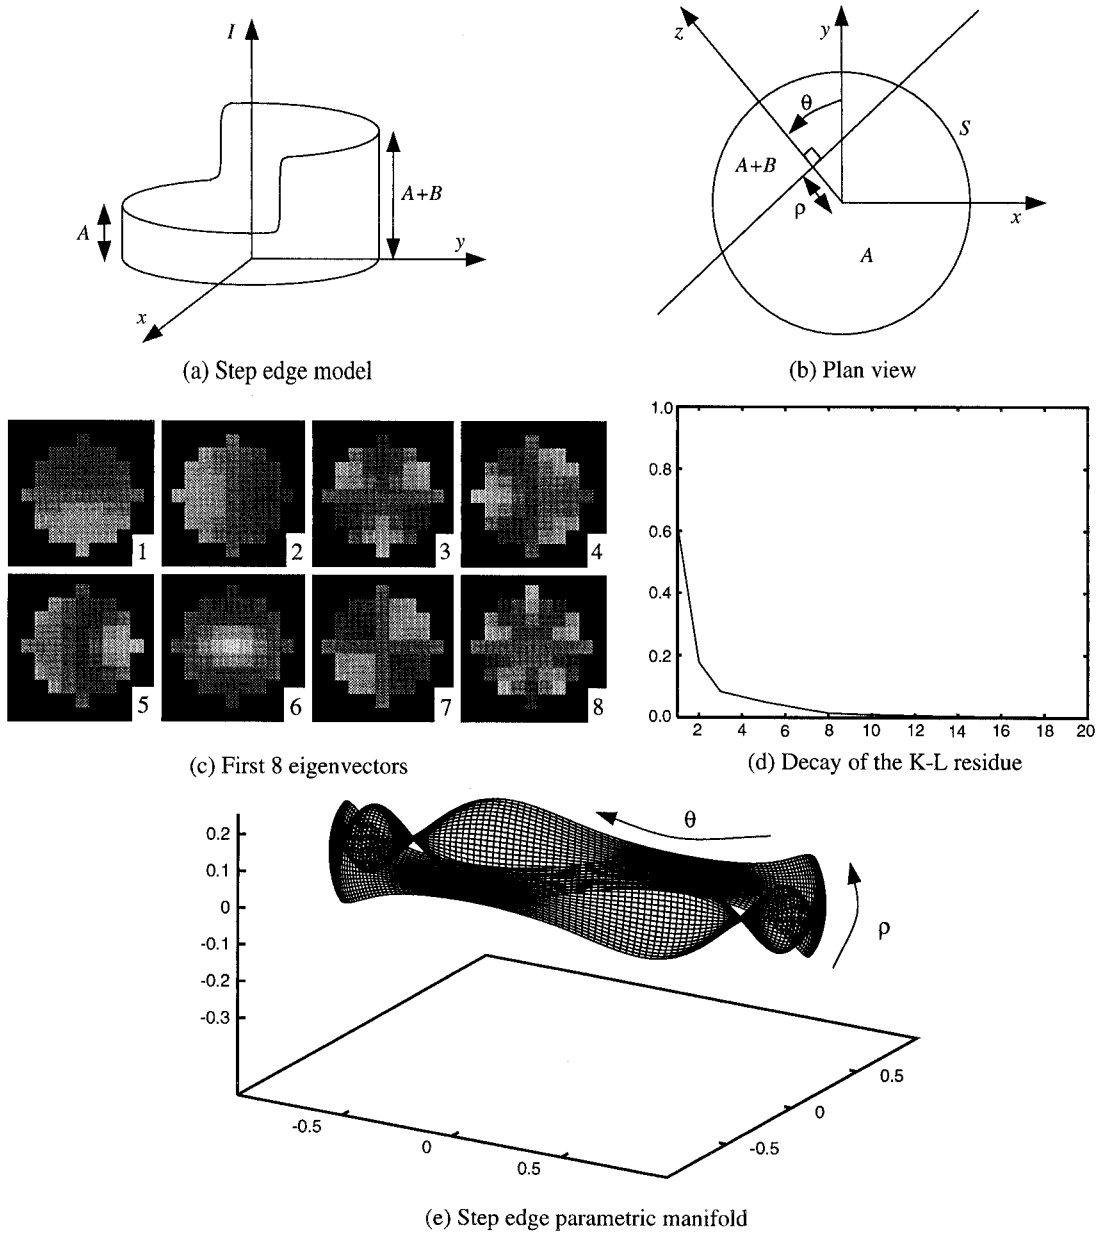 I
A
A+B
y
x
(a) Step edge model
z
y
θ
S
A+B
ρ
x
A
(b) Plan view
1 2 3 4
5 6 7 8
(c) First 8 eigenvectors
1.0
0.8
0.6
0.4
0.2
0.0
2 4 6 8 10 12 14 16 18 20
(d) Decay of the K-L residue
θ
ρ
0.2
0.1
0
-0.1
-0.2
-0.3
-0.5
0
0.5
-0.5
0
0.5
(e) Step edge parametric manifold